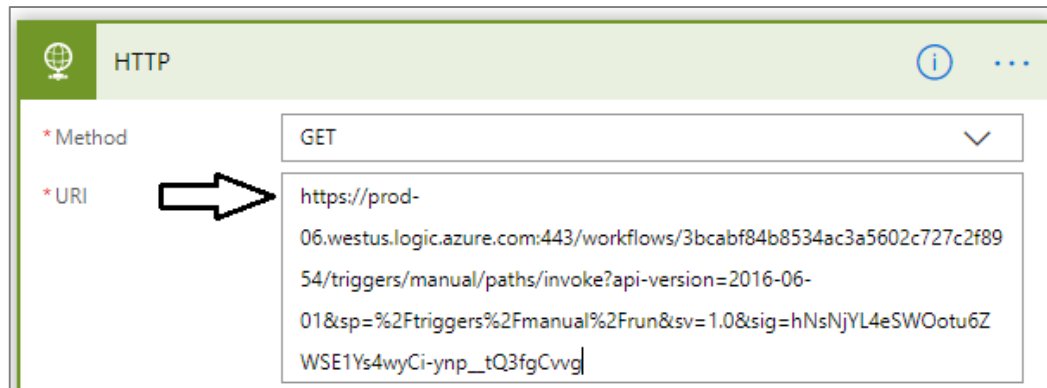 HTTP
* Method
GET
* URI
https://prod-
06.westus.logic.azure.com:443/workflows/3bcabf84b8534ac3a5602c727c2f89
54/triggers/manual/paths/invoke?api-version=2016-06-
01&sp=%2Ftriggers%2Fmanual%2Frun&sv=1.0&sig=hNsNjYL4eSWOotu6Z
WSE1Ys4wyCi-ynp__tQ3fgCvvg